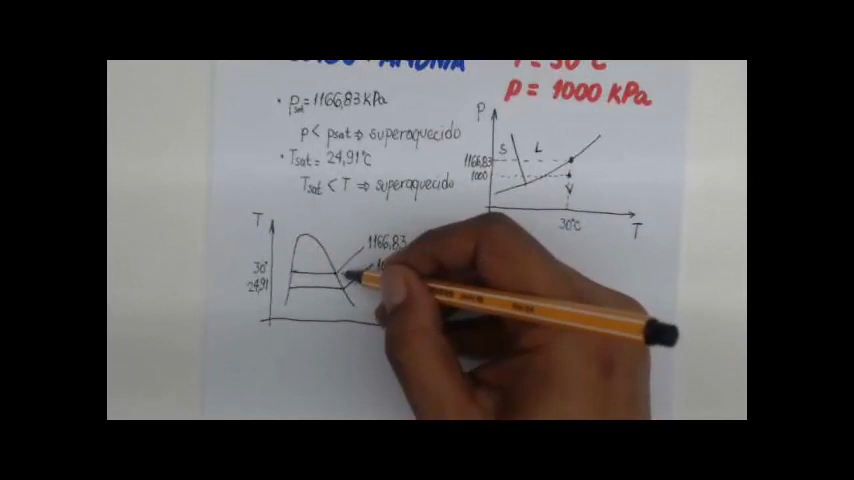 AMÔNIA
T = 30°C
p = 1000 KPa
• Psat = 1166,83 KPa
p < psat ⇒ superaquecido
• Tsat = 24,91°C
Tsat < T ⇒ superaquecido
P
S
L
1166,83
1000
V
30°C
T
T
1166,83
30°
24,91